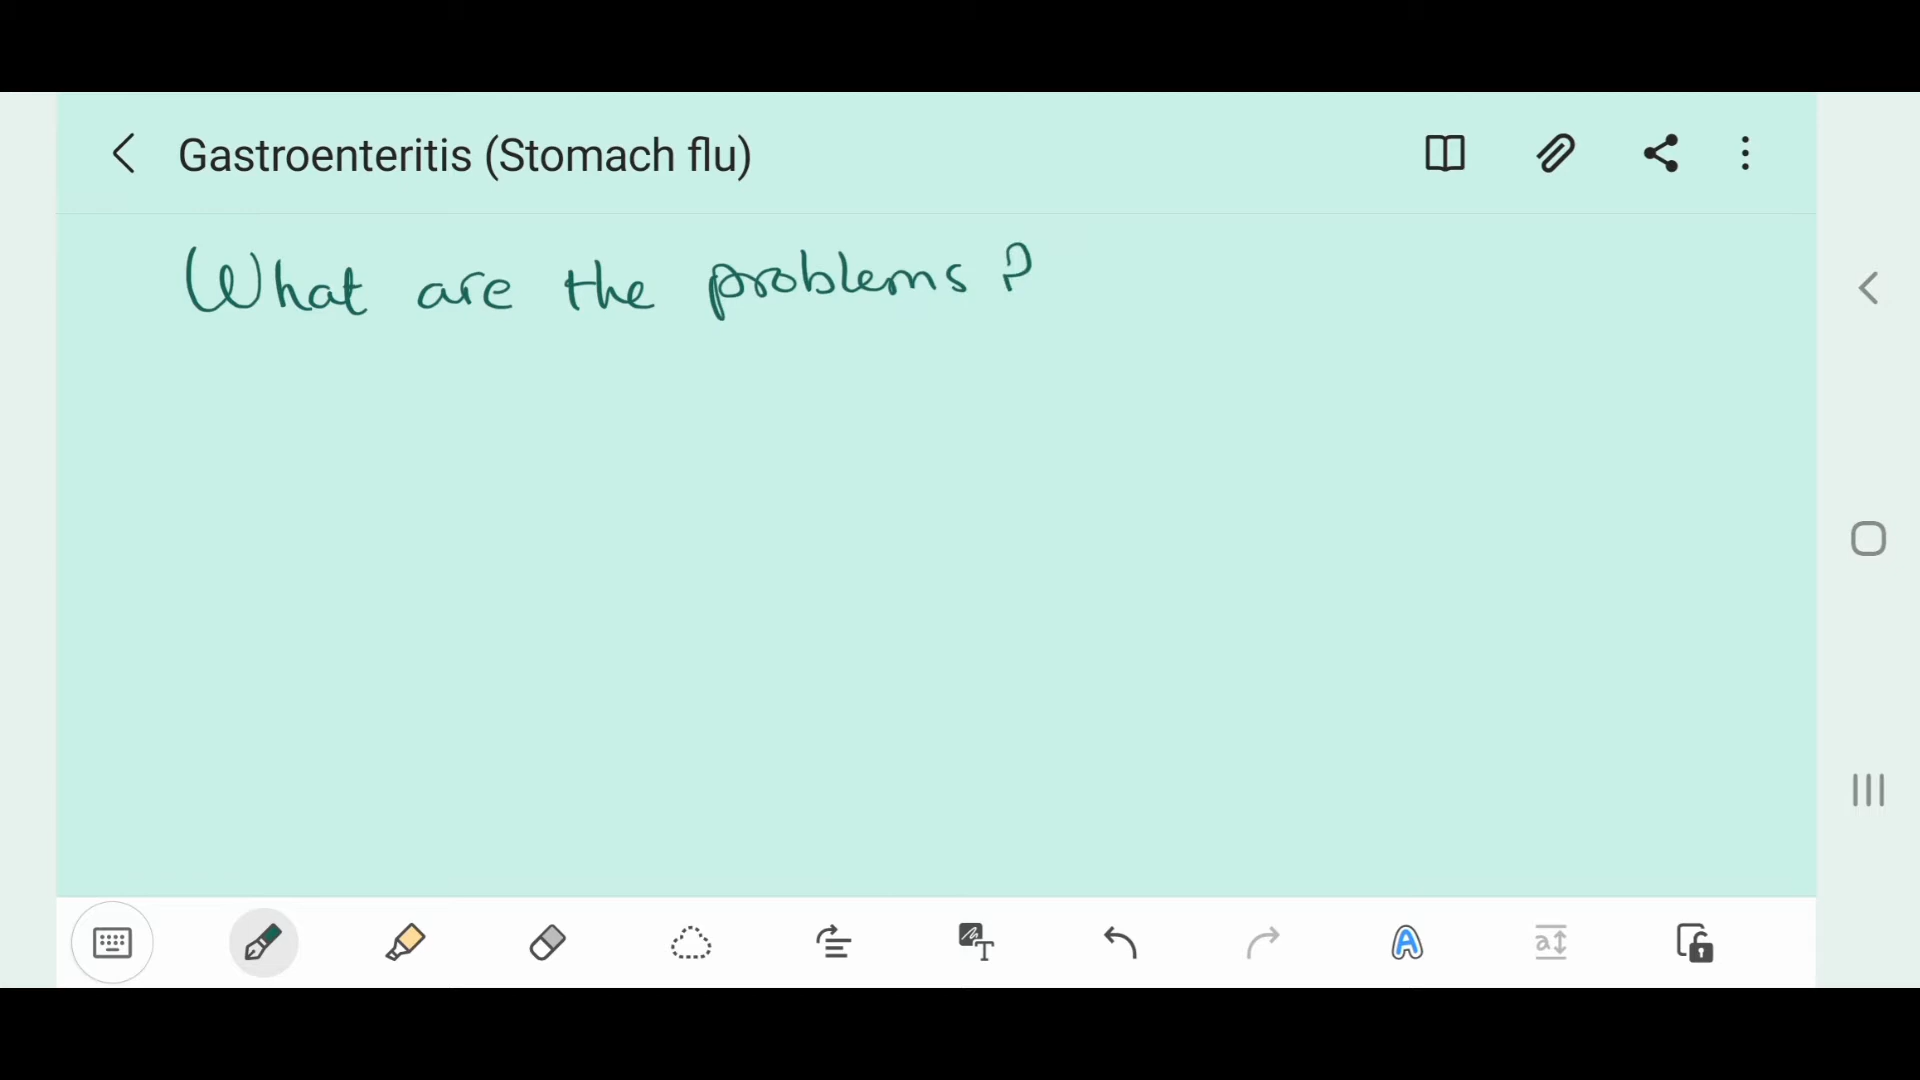 Gastroenteritis (Stomach flu)
What are the problems?